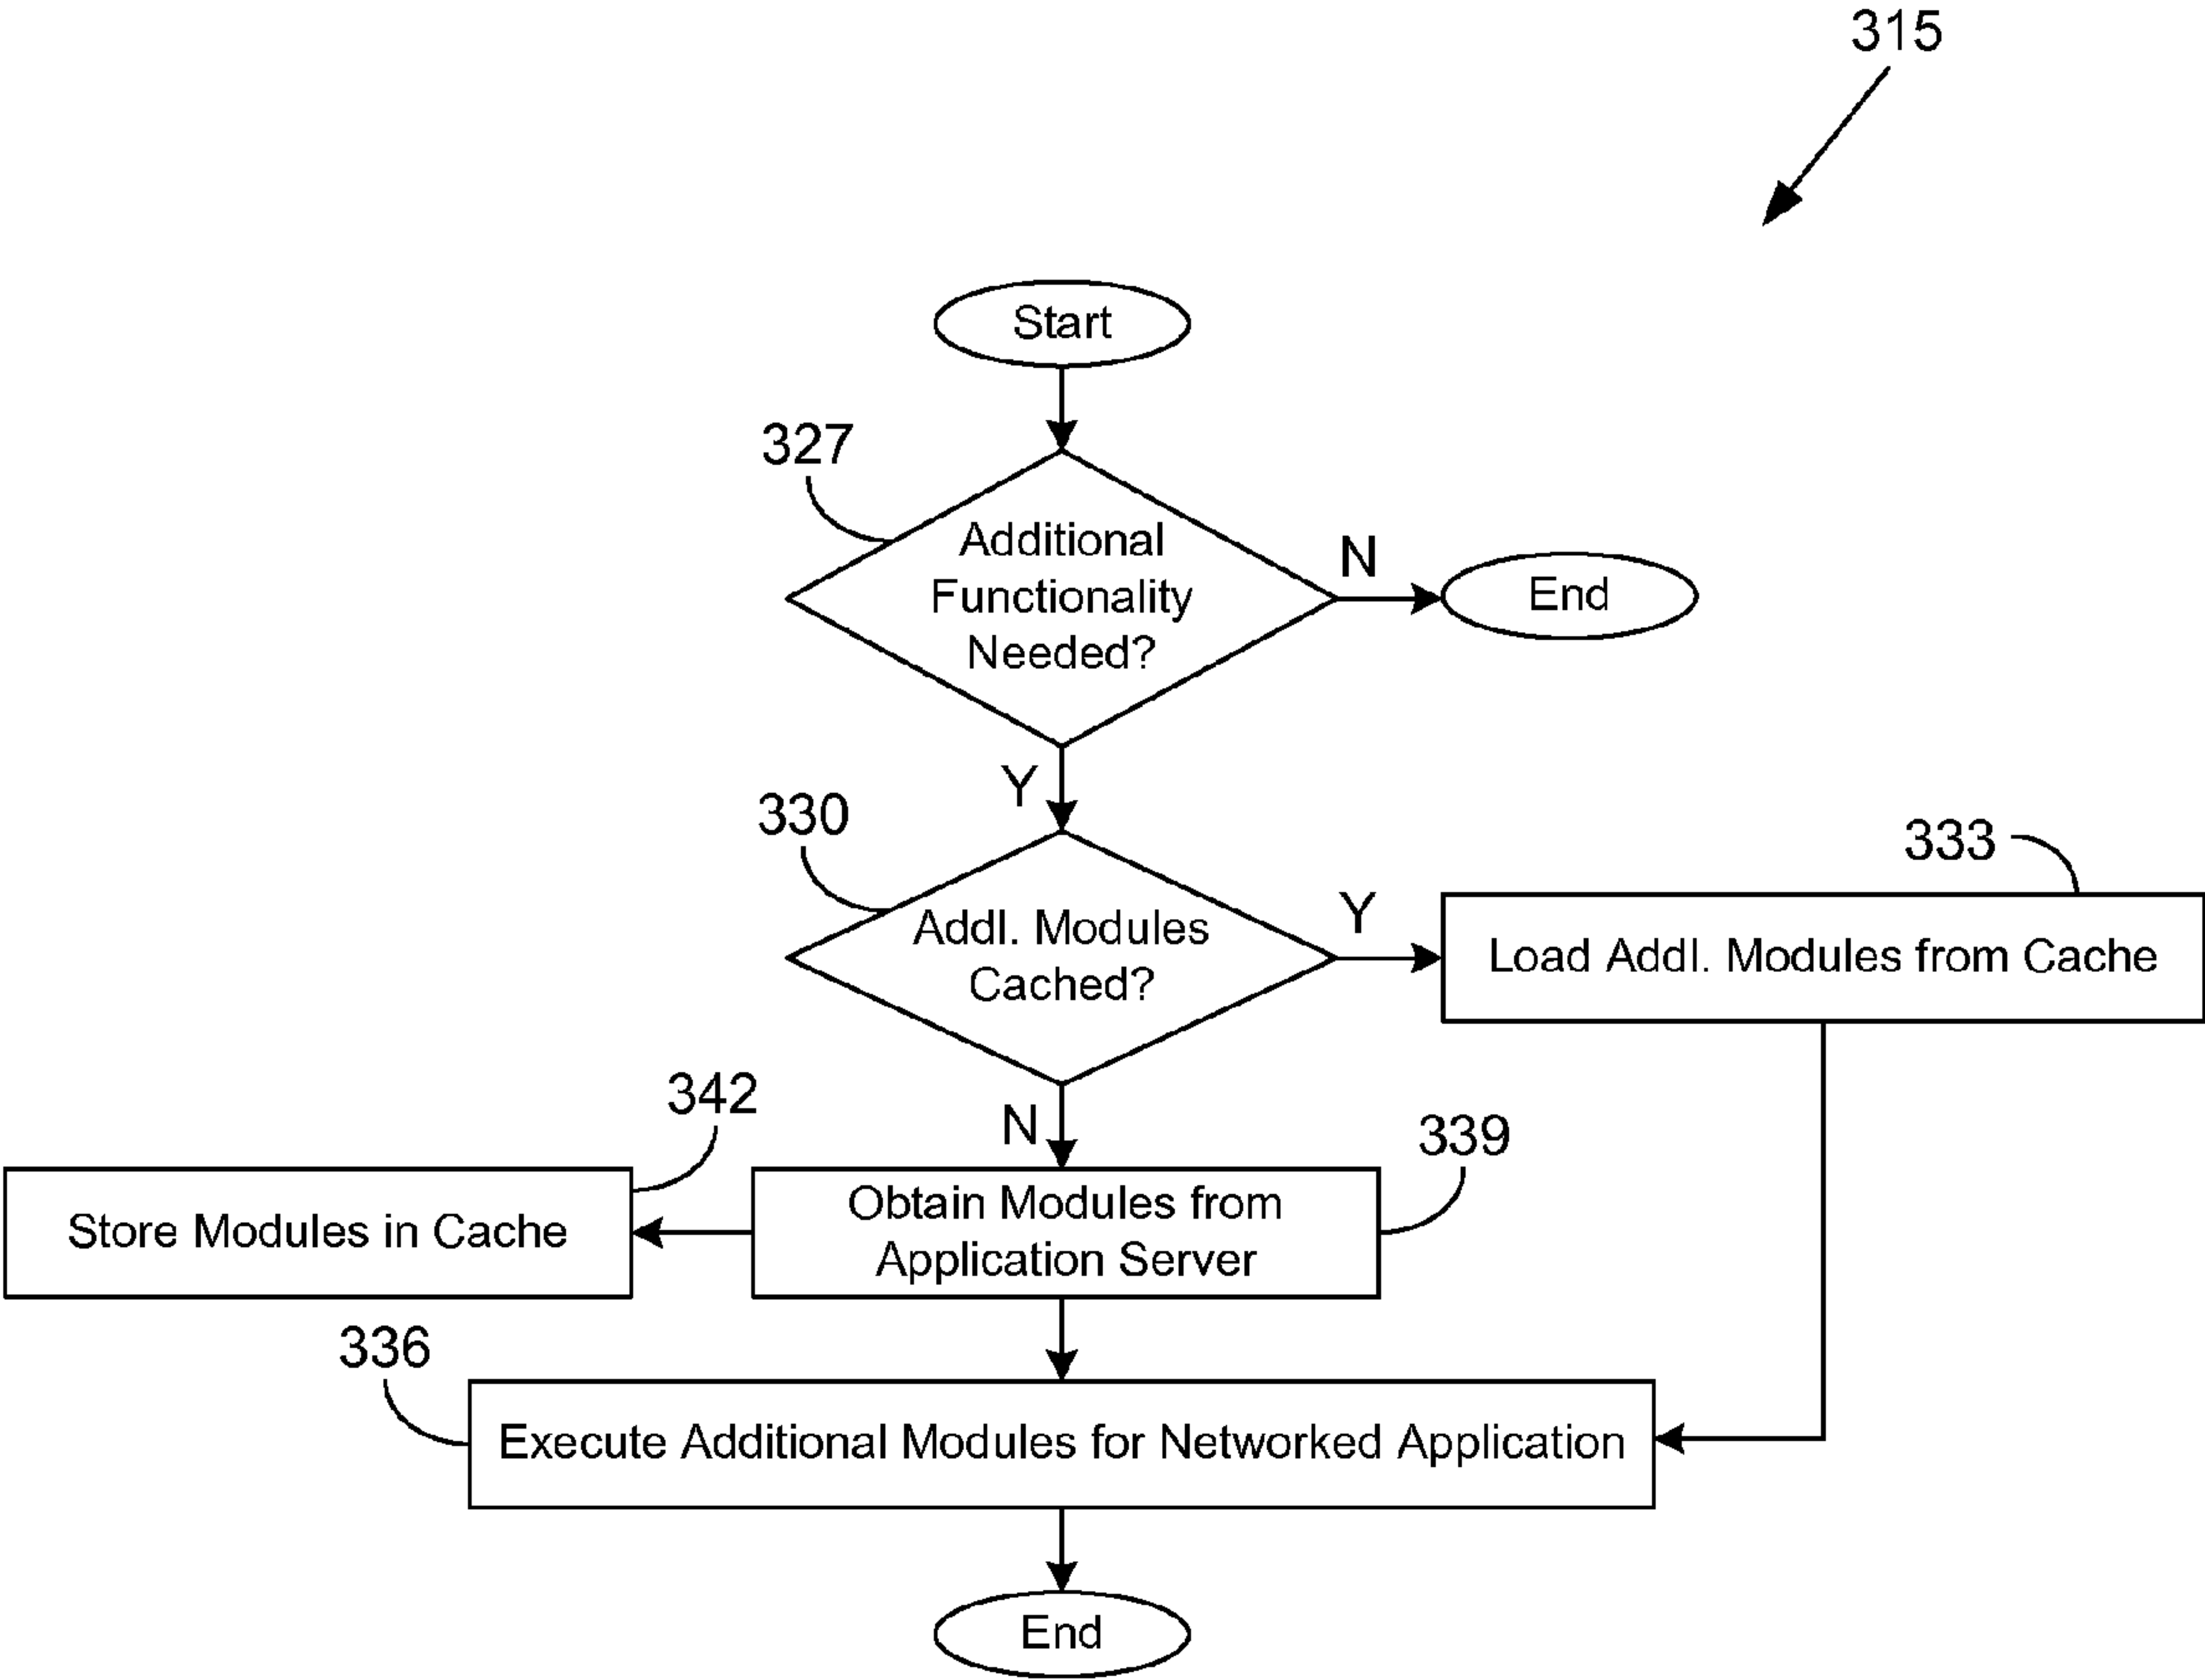 315
Start
327
Additional
Functionality
Needed?
N
End
Y
330
Addl. Modules
Cached?
Y
333
Load Addl. Modules from Cache
N
342
339
Store Modules in Cache
Obtain Modules from
Application Server
336
Execute Additional Modules for Networked Application
End